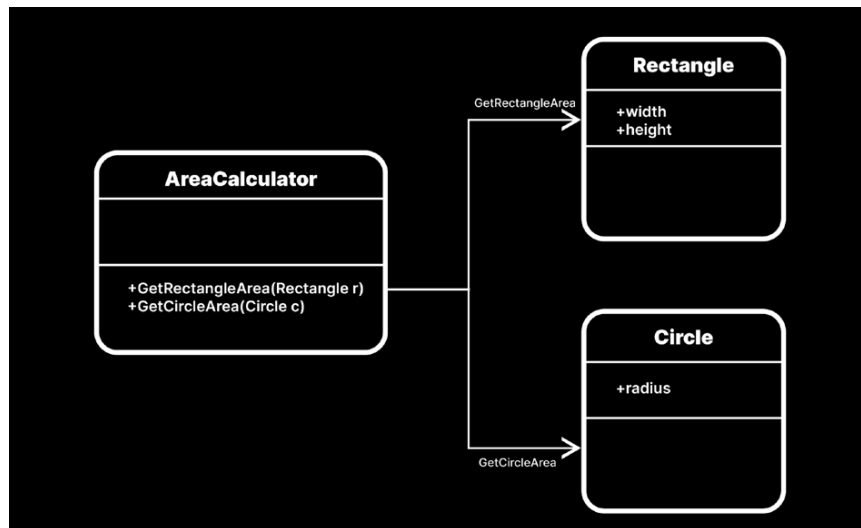 AreaCalculator
+GetRectangleArea(Rectangle r)
+GetCircleArea(Circle c)
GetRectangleArea
Rectangle
+width
+height
GetCircleArea
Circle
+radius